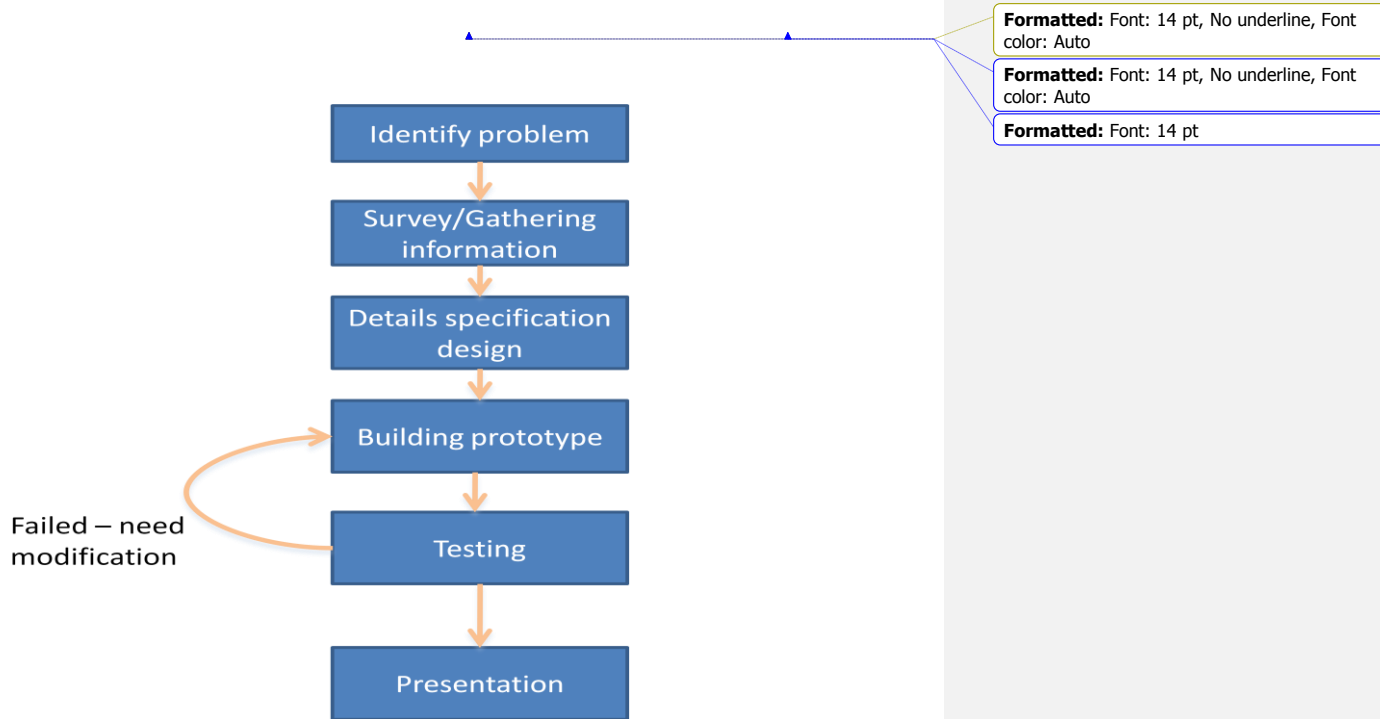 Formatted: Font: 14 pt, No underline, Font
color: Auto
Formatted: Font: 14 pt, No underline, Font
color: Auto
Formatted: Font: 14 pt
Identify problem
Survey/Gathering
information
Details specification
design
Building prototype
Failed – need
modification
Testing
Presentation